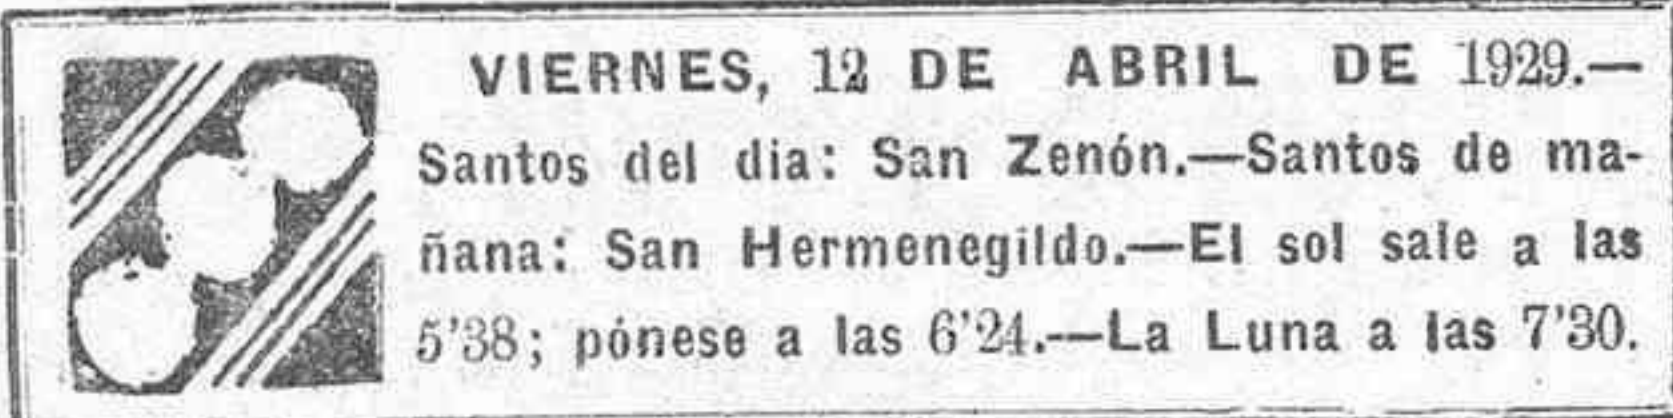 VIERNES, 12 DE ABRIL DE 1929.—
Santos del dia: San Zenón.—Santos de ma-
ñana: San Hermenegildo.—El sol sale a las
5'38; pónese a las 6'24.—La Luna a las 7'30.